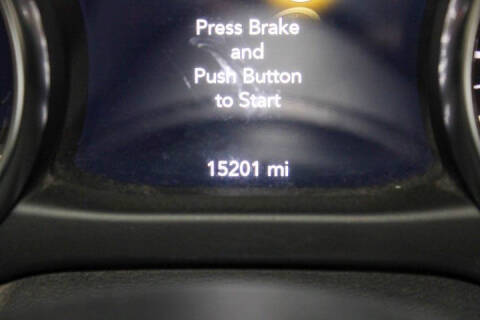 Press Brake
and
Push Button
to Start
15201 mi